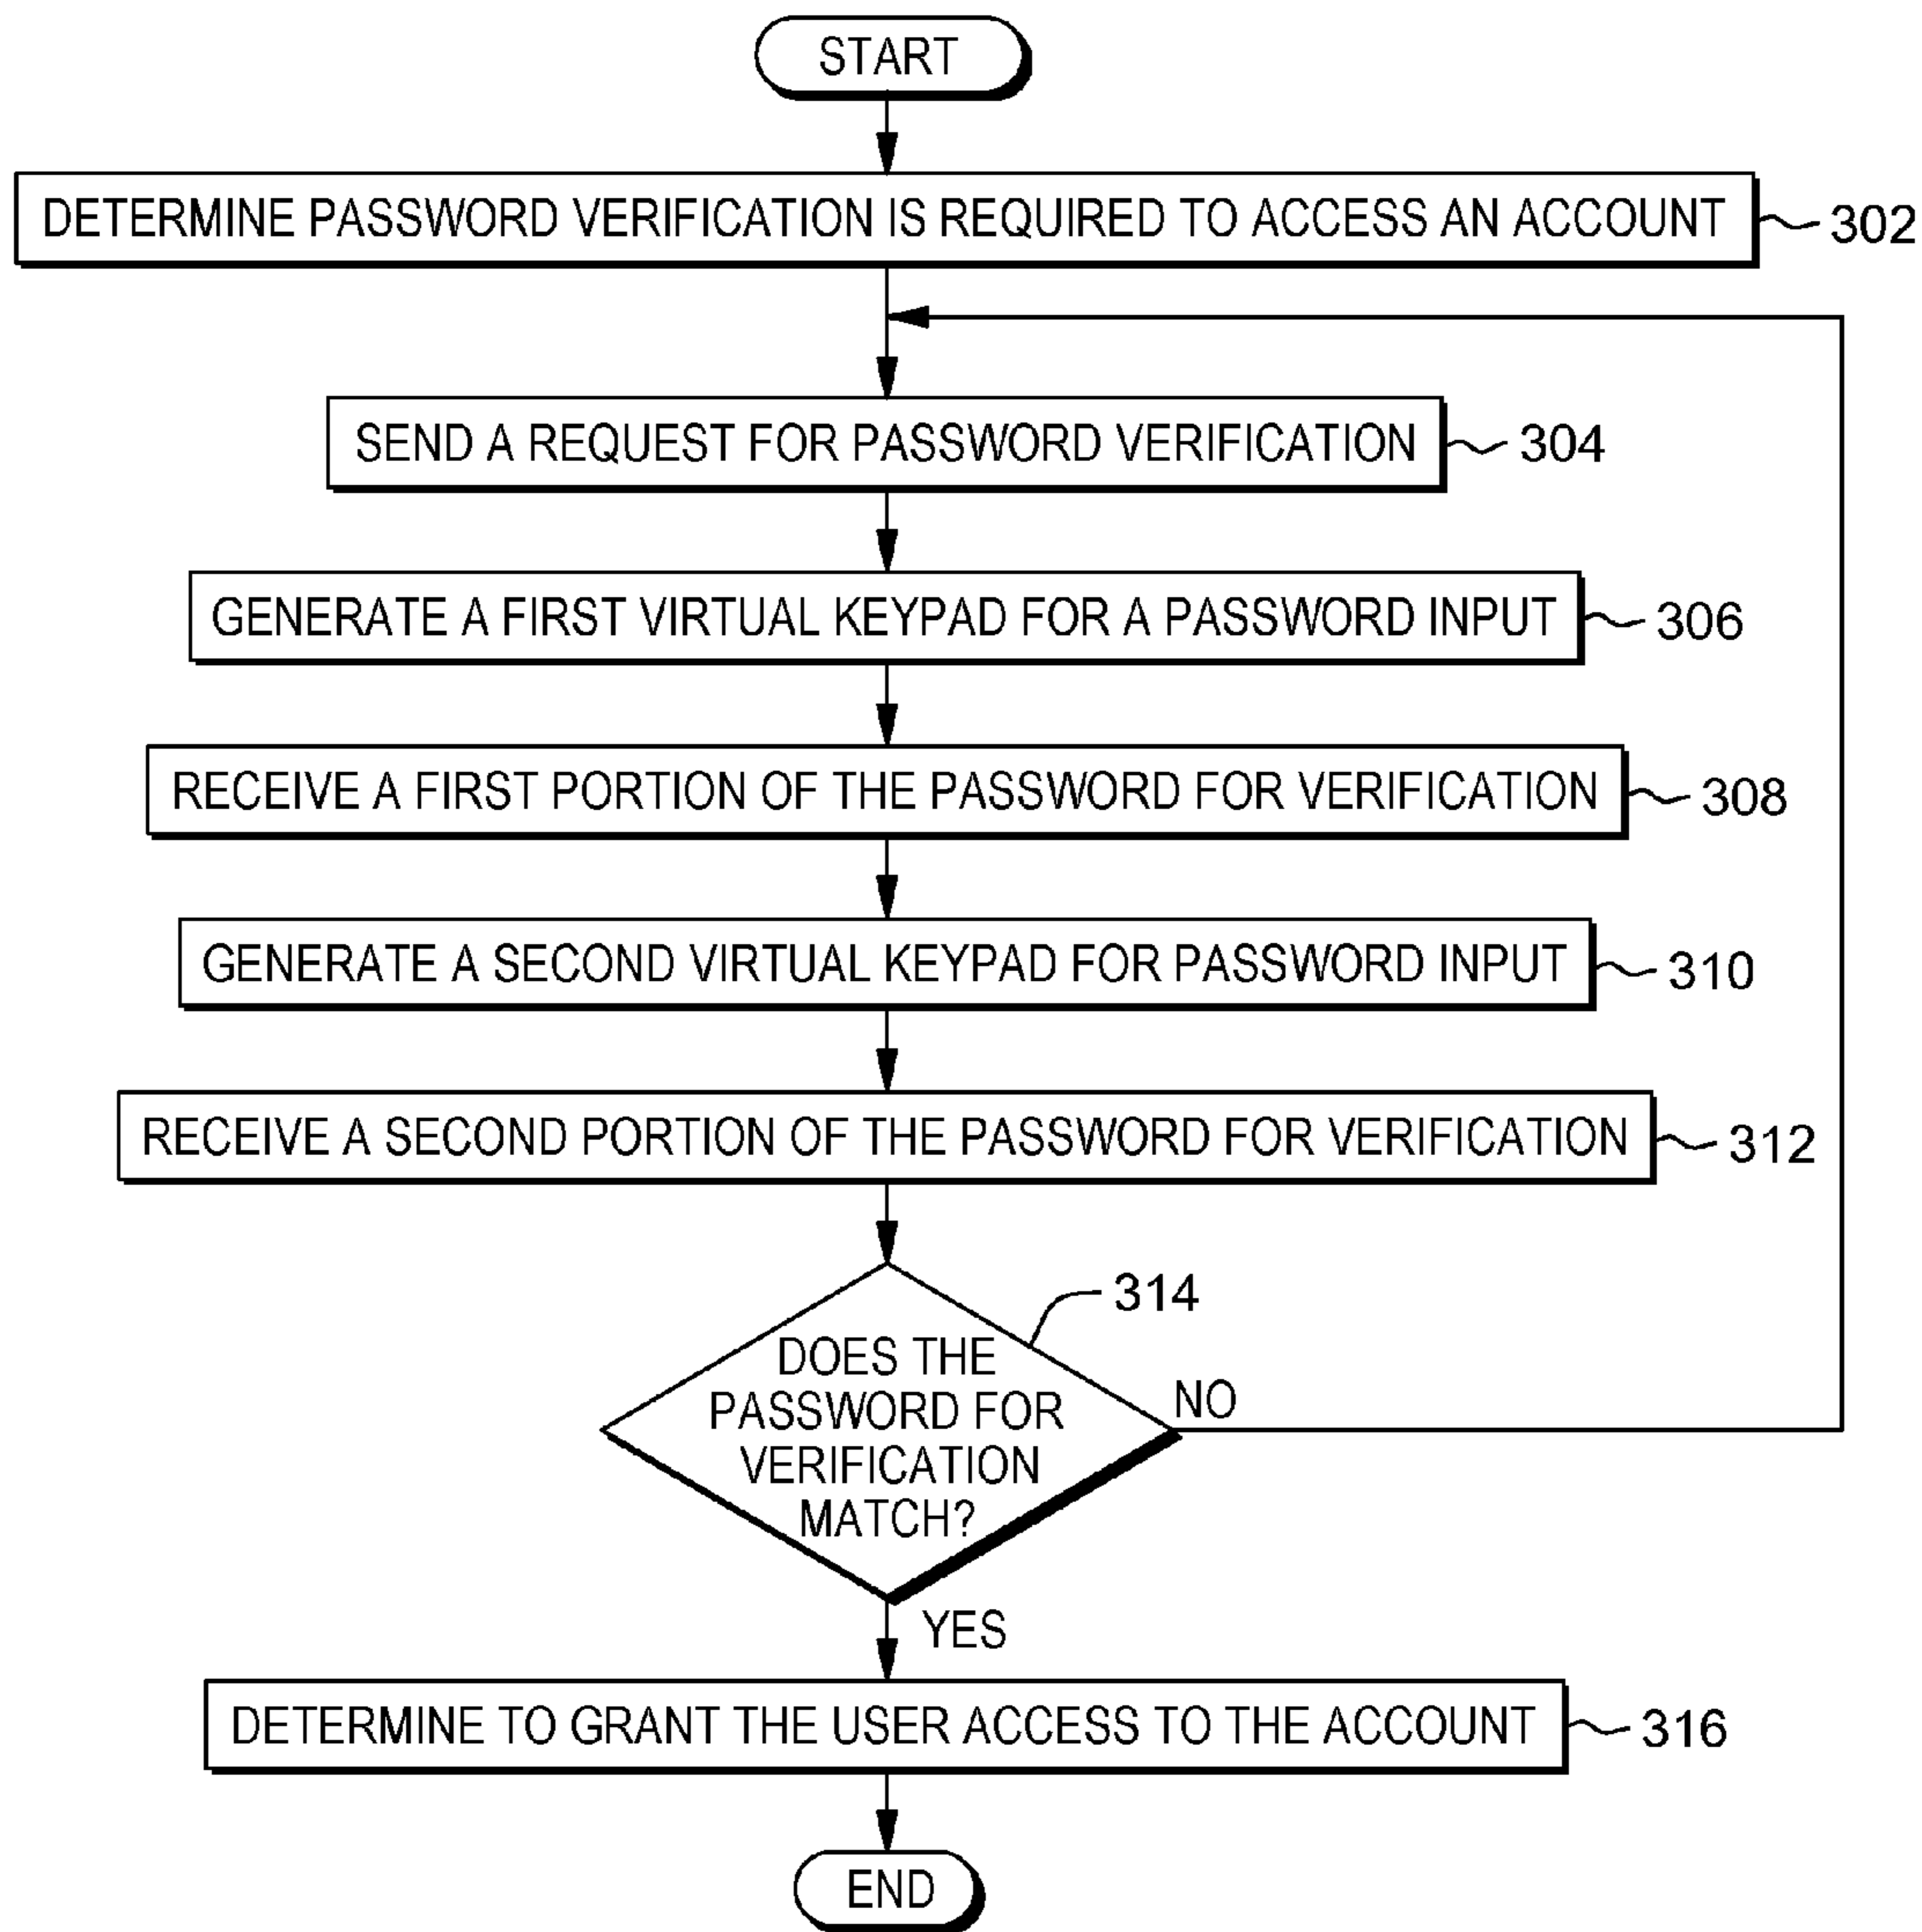 START
DETERMINE PASSWORD VERIFICATION IS REQUIRED TO ACCESS AN ACCOUNT
302
SEND A REQUEST FOR PASSWORD VERIFICATION
304
GENERATE A FIRST VIRTUAL KEYPAD FOR A PASSWORD INPUT
306
RECEIVE A FIRST PORTION OF THE PASSWORD FOR VERIFICATION
308
GENERATE A SECOND VIRTUAL KEYPAD FOR PASSWORD INPUT
310
RECEIVE A SECOND PORTION OF THE PASSWORD FOR VERIFICATION
312
314
DOES THE
PASSWORD FOR
VERIFICATION
MATCH?
NO
YES
DETERMINE TO GRANT THE USER ACCESS TO THE ACCOUNT
316
END